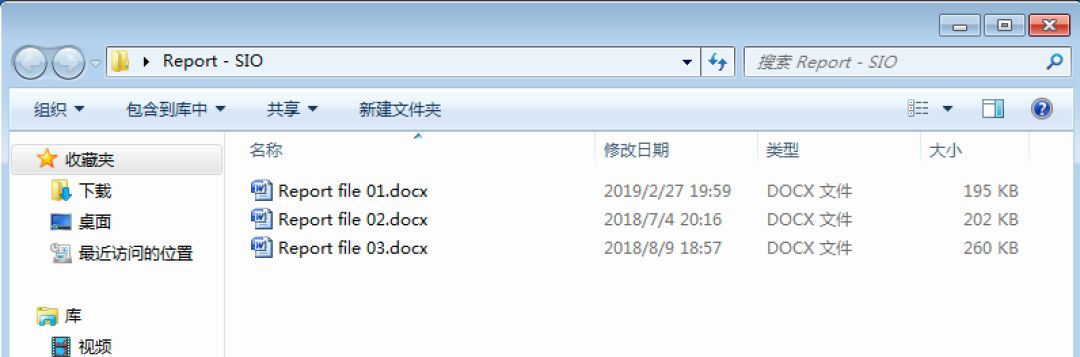 Report - SIO
搜索 Report - SIO
组织 包含到库中 共享 新建文件夹
名称 修改日期 类型 大小
收藏夹
下载
桌面
最近访问的位置
库
视频
Report file 01.docx 2019/2/27 19:59 DOCX 文件 195 KB
Report file 02.docx 2018/7/4 20:16 DOCX 文件 202 KB
Report file 03.docx 2018/8/9 18:57 DOCX 文件 260 KB